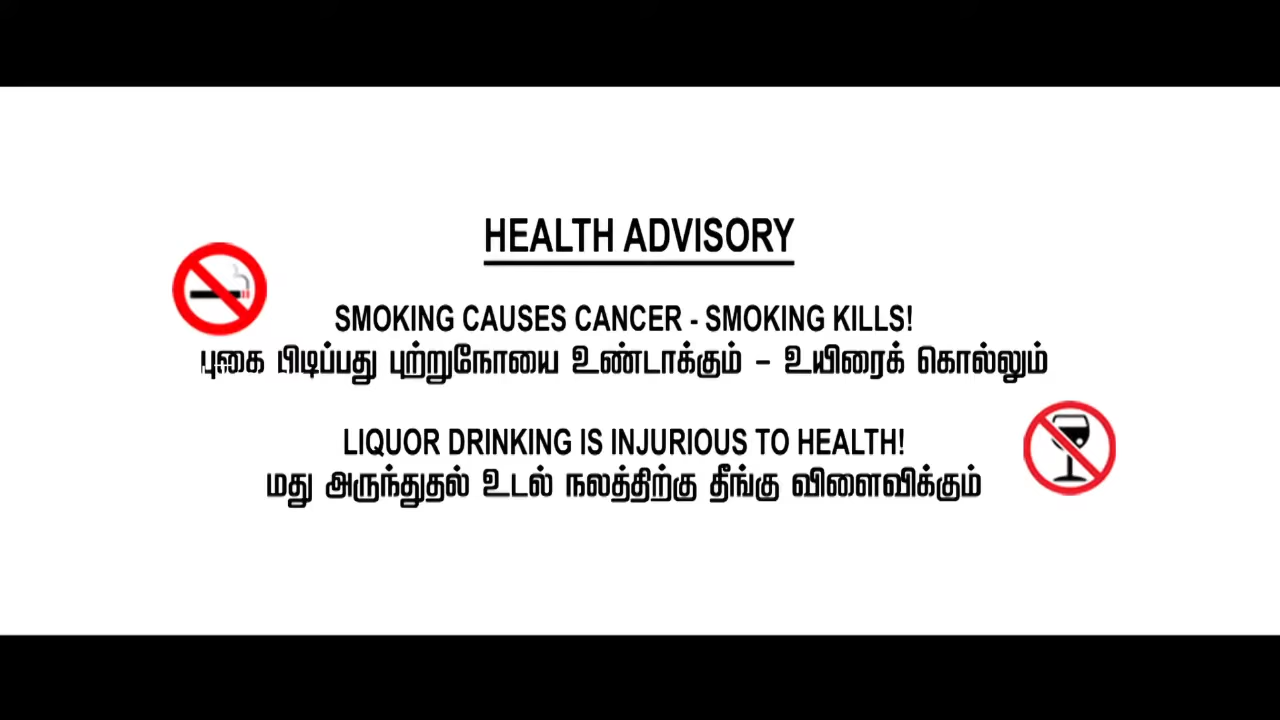 HEALTH ADVISORY
SMOKING CAUSES CANCER - SMOKING KILLS!
புகை பிடிப்பது புற்றுநோயை உண்டாக்கும் – உயிரைக் கொல்லும்
LIQUOR DRINKING IS INJURIOUS TO HEALTH!
மது அருந்துதல் உடல் நலத்திற்கு தீங்கு விளைவிக்கும்